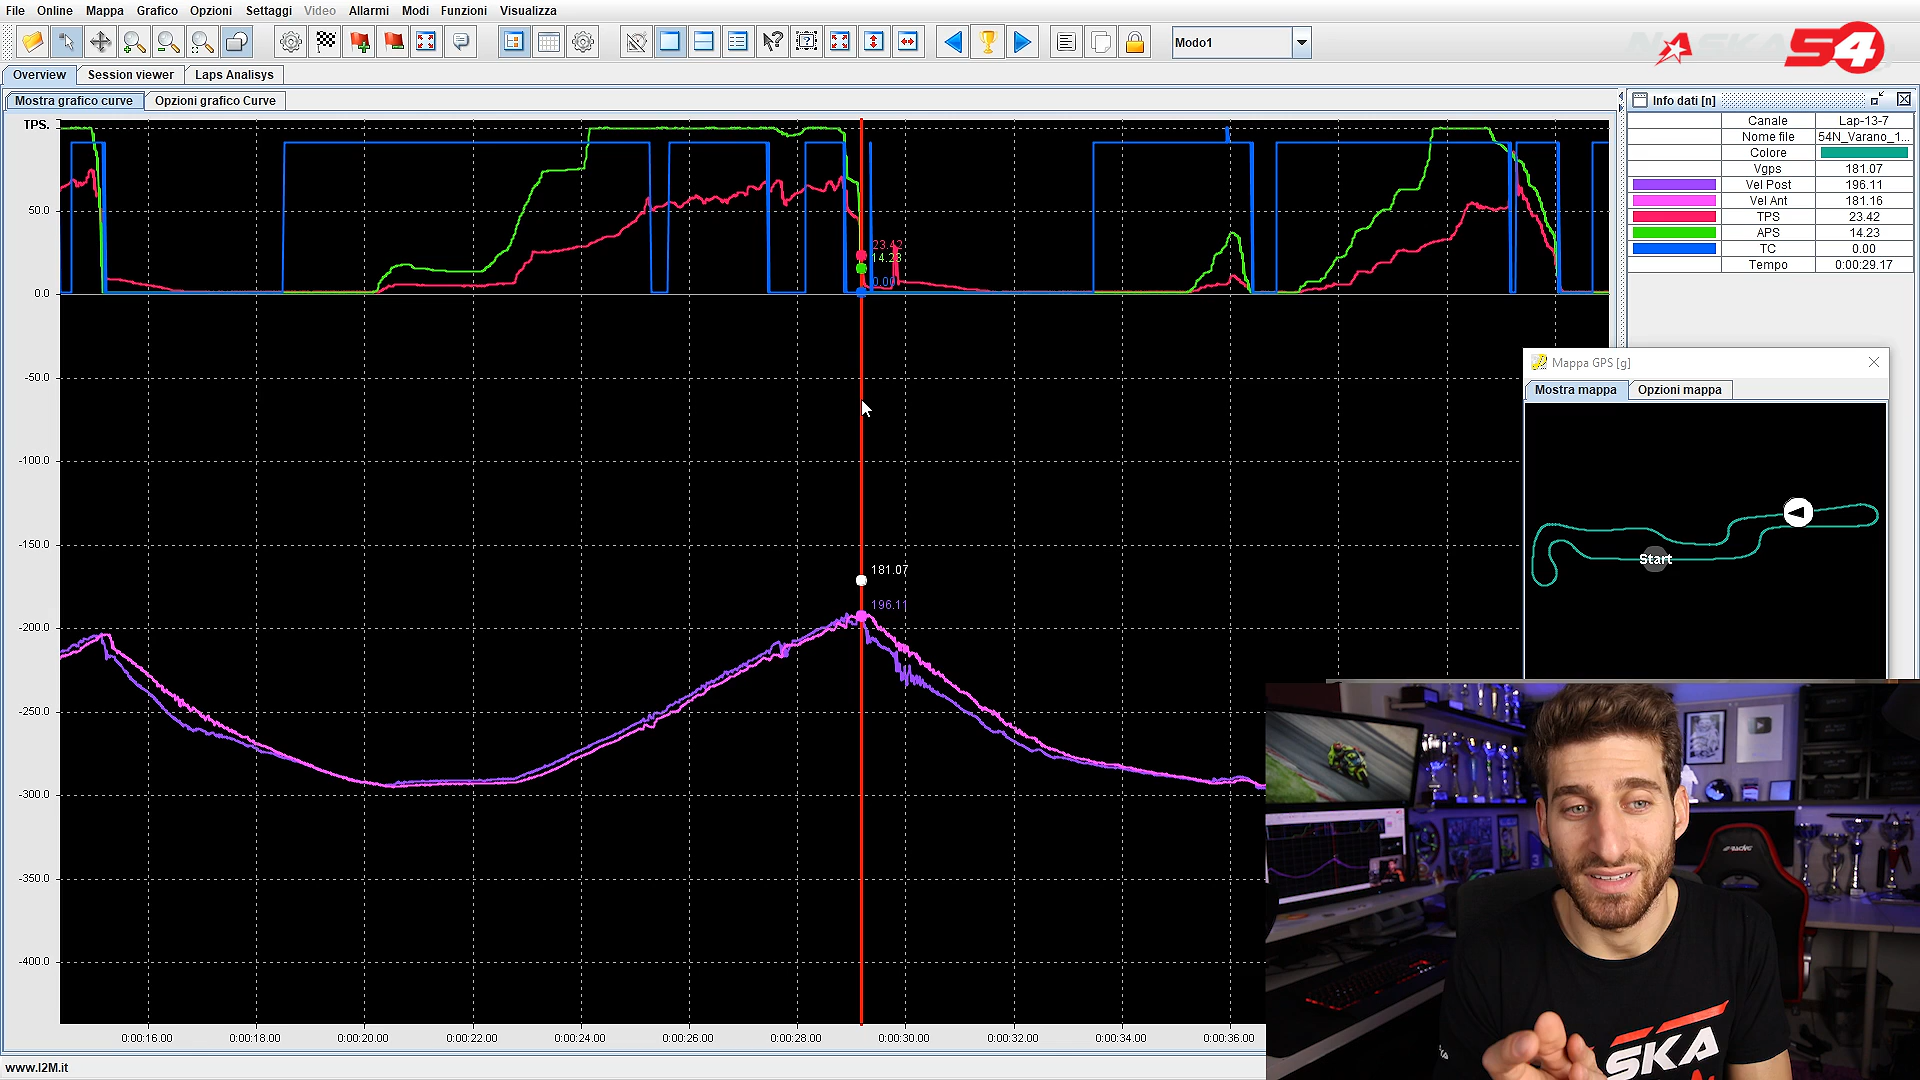 File Online Mappa Grafico Opzioni Settaggi Video Allarmi Modi Funzioni Visualizza
Modo1
NASKA 54
Overview Session viewer Laps Analisys
Mostra grafico curve Opzioni grafico Curve
Info dati [n]
TPS.
50.0
0.0
-50.0
-100.0
-150.0
-200.0
-250.0
-300.0
-350.0
-400.0
23.42
14.23
0.00
181.07
196.11
0:00:16.00 0:00:18.00 0:00:20.00 0:00:22.00 0:00:24.00 0:00:26.00 0:00:28.00 0:00:30.00 0:00:32.00 0:00:34.00 0:00:36.00
Canale Lap-13-7
Nome file 54N_Varano_1...
Colore
Vgps 181.07
Vel Post 196.11
Vel Ant 181.16
TPS 23.42
APS 14.23
TC 0.00
Tempo 0:00:29.17
Mappa GPS [g]
Mostra mappa Opzioni mappa
Start
SKA
www.I2M.it